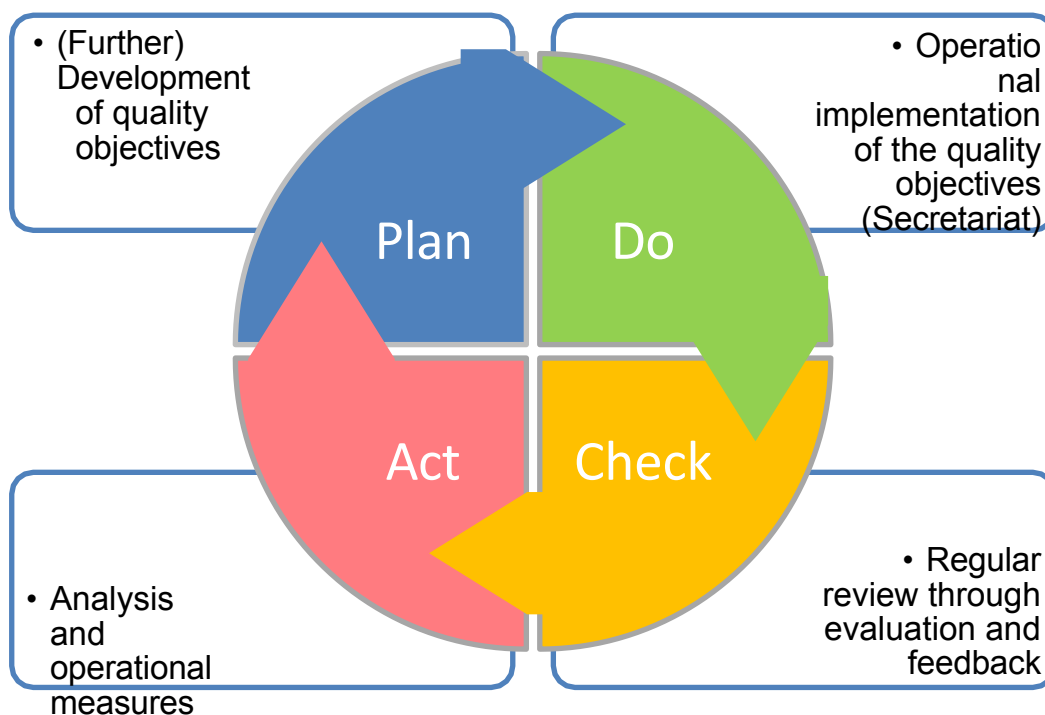 • (Further)
Development
of quality
objectives
• Operatio
nal
implementation
of the quality
objectives
(Secretariat)
Plan
Do
Act
Check
• Analysis
and
operational
measures
• Regular
review through
evaluation and
feedback